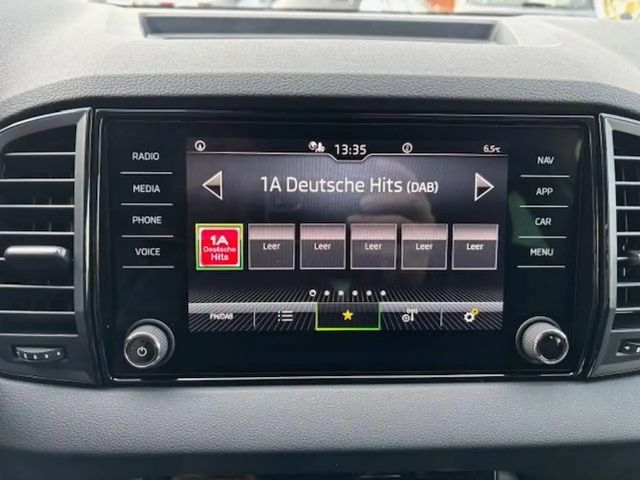 RADIO
MEDIA
PHONE
VOICE
13:35
6.5°C
1A Deutsche Hits (DAB)
1A
Deutsche
Hits
Leer
Leer
Leer
Leer
Leer
FM/DAB
NAV
APP
CAR
MENU